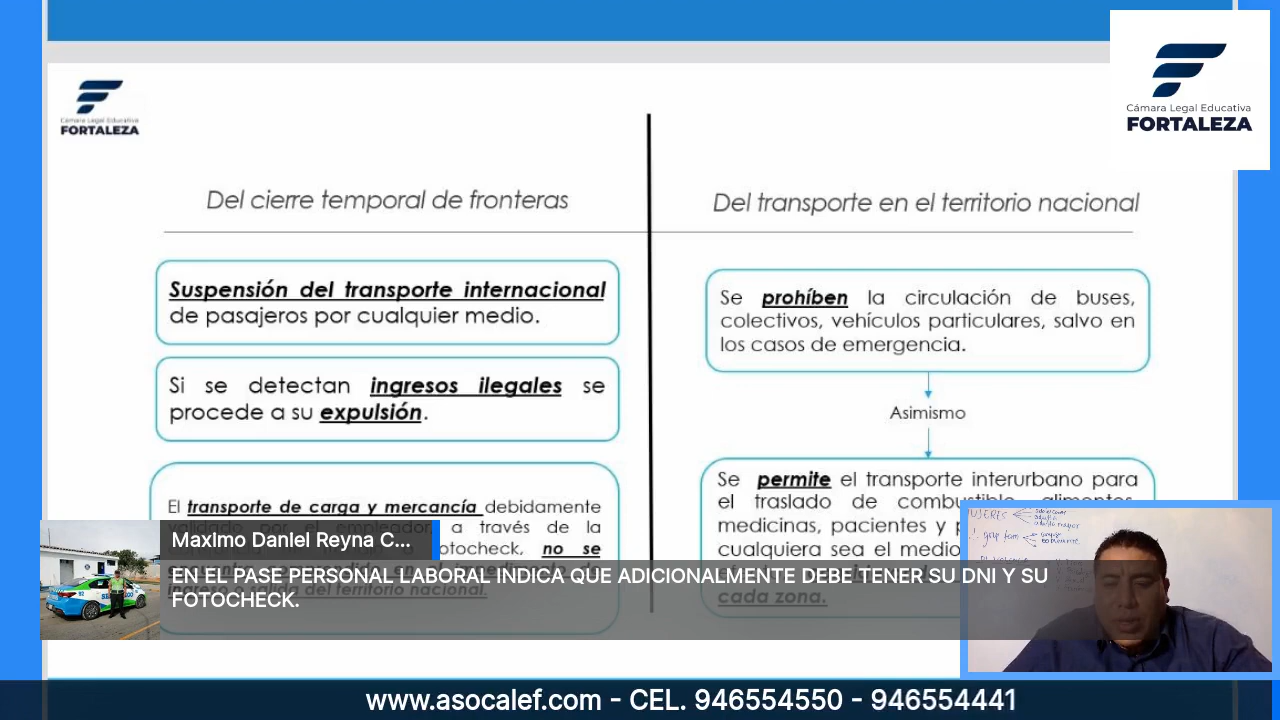 Cámara Legal Educativa
FORTALEZA
Cámara Legal Educativa
FORTALEZA
Del cierre temporal de fronteras
Suspensión del transporte internacional
de pasajeros por cualquier medio.
Si se detectan ingresos ilegales se
procede a su expulsión.
El transporte de carga y mercancía debidamente
validado por el empleador, a través de la
fotocheck, no se
del territorio nacional.
Del transporte en el territorio nacional
Se prohíben la circulación de buses,
colectivos, vehículos particulares, salvo en
los casos de emergencia.
Asimismo
Se permite el transporte interurbano para
el traslado de combustible, alimentos,
medicinas, pacientes y
cualquiera sea el medio
cada zona.
MaxImo DanIel Reyna C...
EN EL PASE PERSONAL LABORAL INDICA QUE ADICIONALMENTE DEBE TENER SU DNI Y SU
FOTOCHECK.
www.asocalef.com - CEL. 946554550 - 946554441